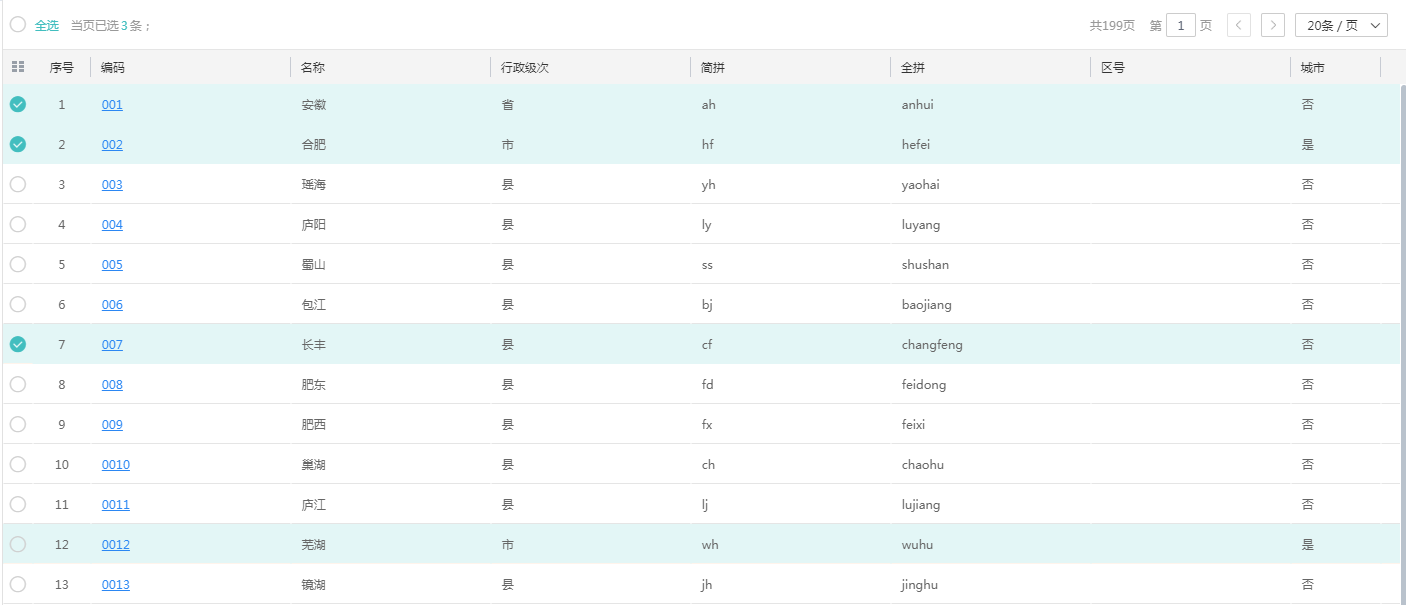 全选 当页已选3条； 共199页 第 1 页 20条 / 页
序号 编码 名称 行政级次 简拼 全拼 区号 城市
1 001 安徽 省 ah anhui 否
2 002 合肥 市 hf hefei 是
3 003 瑶海 县 yh yaohai 否
4 004 庐阳 县 ly luyang 否
5 005 蜀山 县 ss shushan 否
6 006 包江 县 bj baojiang 否
7 007 长丰 县 cf changfeng 否
8 008 肥东 县 fd feidong 否
9 009 肥西 县 fx feixi 否
10 0010 巢湖 县 ch chaohu 否
11 0011 庐江 县 lj lujiang 否
12 0012 芜湖 市 wh wuhu 是
13 0013 镜湖 县 jh jinghu 否